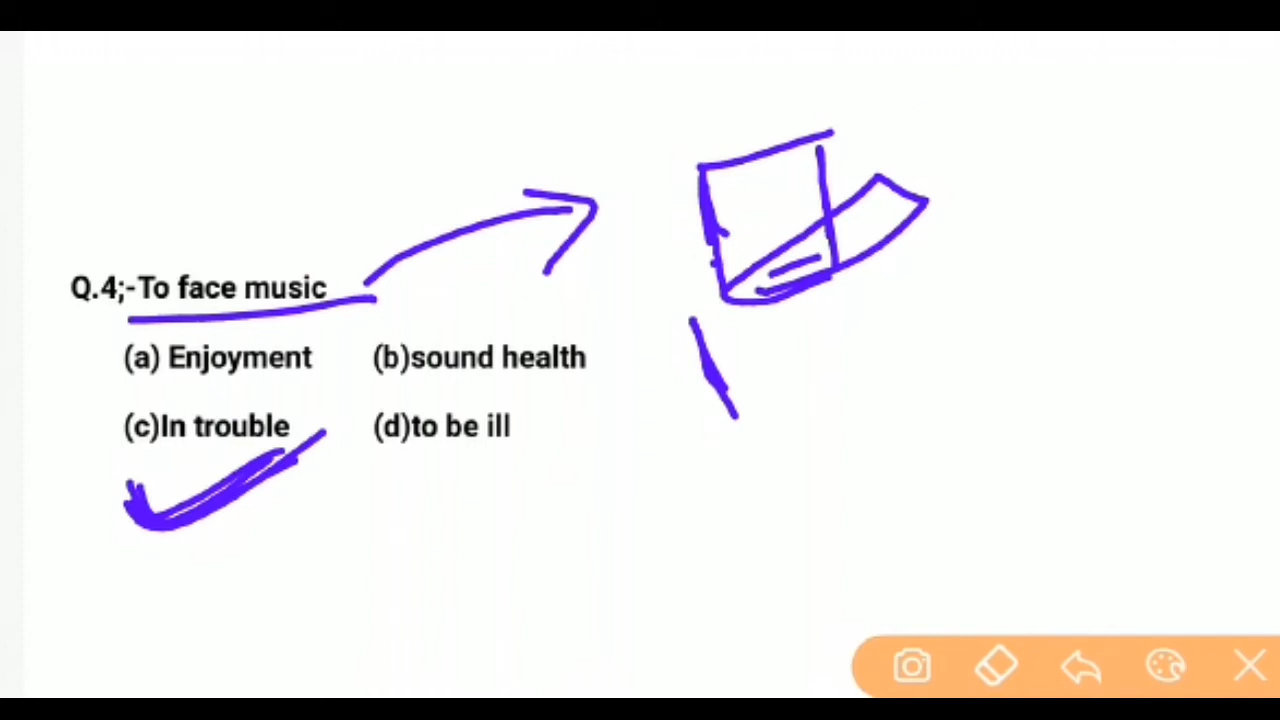 Q.4;-To face music
(a) Enjoyment (b)sound health
(c)In trouble (d)to be ill